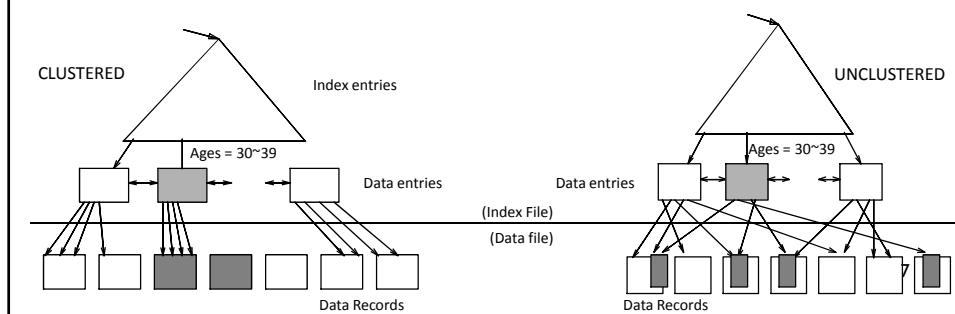 CLUSTERED
Index entries
UNCLUSTERED
Ages = 30~39
Ages = 30~39
Data entries
Data entries
(Index File)
(Data file)
7
Data Records
Data Records